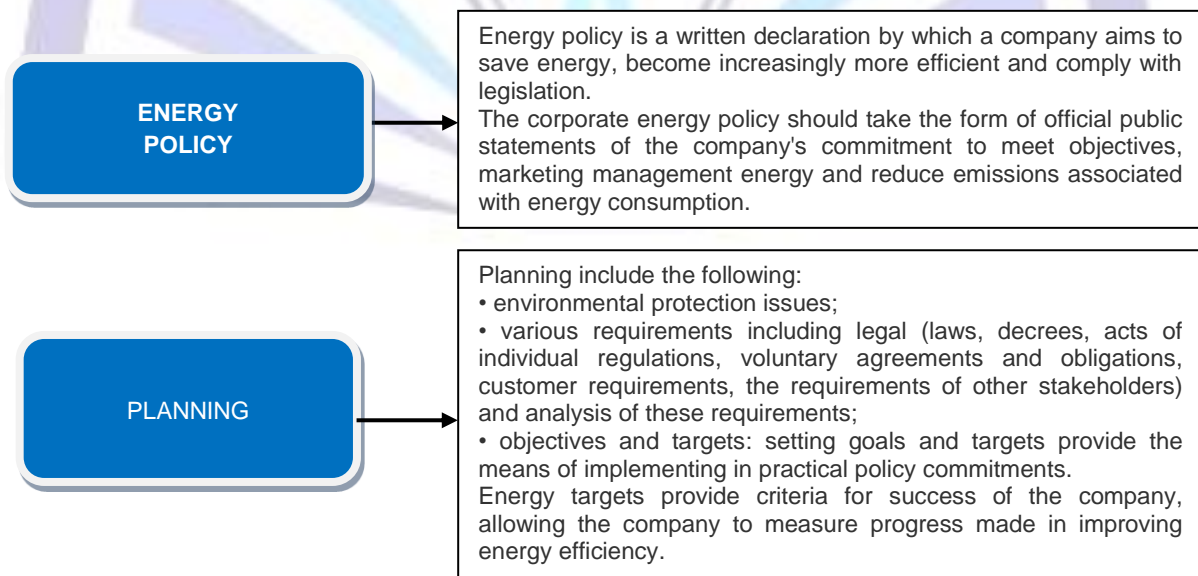 ENERGY
POLICY
Energy policy is a written declaration by which a company aims to
save energy, become increasingly more efficient and comply with
legislation.
The corporate energy policy should take the form of official public
statements of the company's commitment to meet objectives,
marketing management energy and reduce emissions associated
with energy consumption.
PLANNING
Planning include the following:
• environmental protection issues;
• various requirements including legal (laws, decrees, acts of
individual regulations, voluntary agreements and obligations,
customer requirements, the requirements of other stakeholders)
and analysis of these requirements;
• objectives and targets: setting goals and targets provide the
means of implementing in practical policy commitments.
Energy targets provide criteria for success of the company,
allowing the company to measure progress made in improving
energy efficiency.